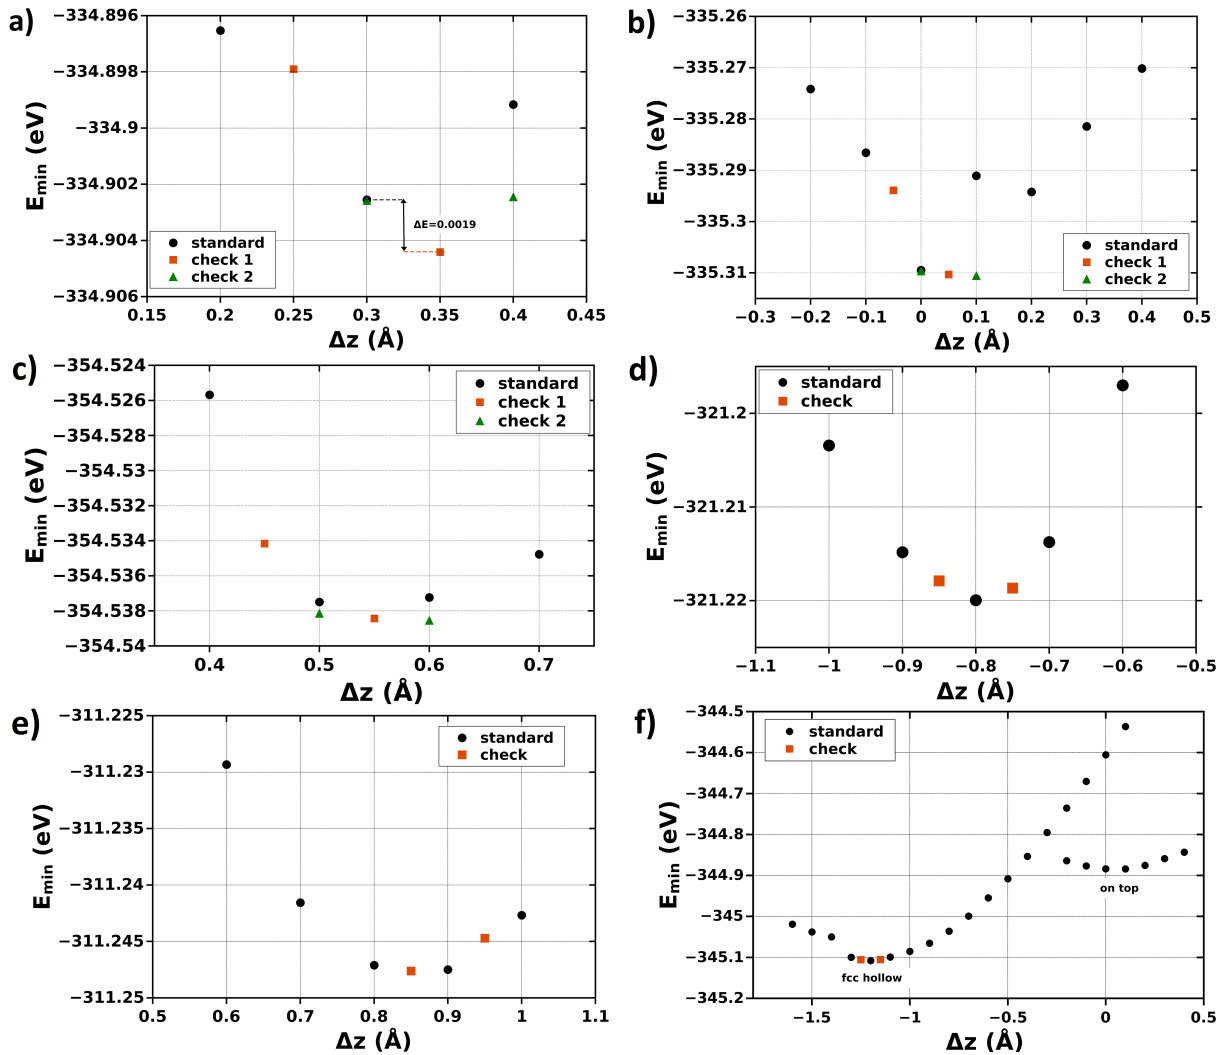 a)
−334.896
−334.898
−334.9
−334.902
−334.904
−334.906
E_min (eV)
ΔE=0.0019
standard
check 1
check 2
0.15 0.2 0.25 0.3 0.35 0.4 0.45
Δz (Å)
b)
−335.26
−335.27
−335.28
−335.29
−335.3
−335.31
E_min (eV)
standard
check 1
check 2
−0.3 −0.2 −0.1 0 0.1 0.2 0.3 0.4 0.5
Δz (Å)
c)
−354.524
−354.526
−354.528
−354.53
−354.532
−354.534
−354.536
−354.538
−354.54
E_min (eV)
standard
check 1
check 2
0.4 0.5 0.6 0.7
Δz (Å)
d)
−321.2
−321.21
−321.22
E_min (eV)
standard
check
−1.1 −1 −0.9 −0.8 −0.7 −0.6 −0.5
Δz (Å)
e)
−311.225
−311.23
−311.235
−311.24
−311.245
−311.25
E_min (eV)
standard
check
0.5 0.6 0.7 0.8 0.9 1 1.1
Δz (Å)
f)
−344.5
−344.6
−344.7
−344.8
−344.9
−345
−345.1
−345.2
E_min (eV)
standard
check
on top
fcc hollow
−1.5 −1 −0.5 0 0.5
Δz (Å)